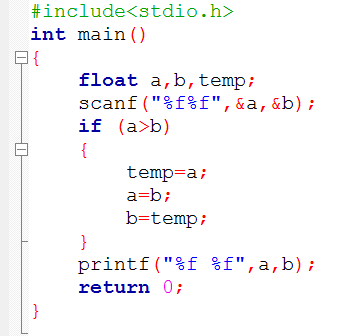 #include<stdio.h>
int main()
{
    float a,b,temp;
    scanf("%f%f",&a,&b);
    if (a>b)
    {
        temp=a;
        a=b;
        b=temp;
    }
    printf("%f %f",a,b);
    return 0;
}